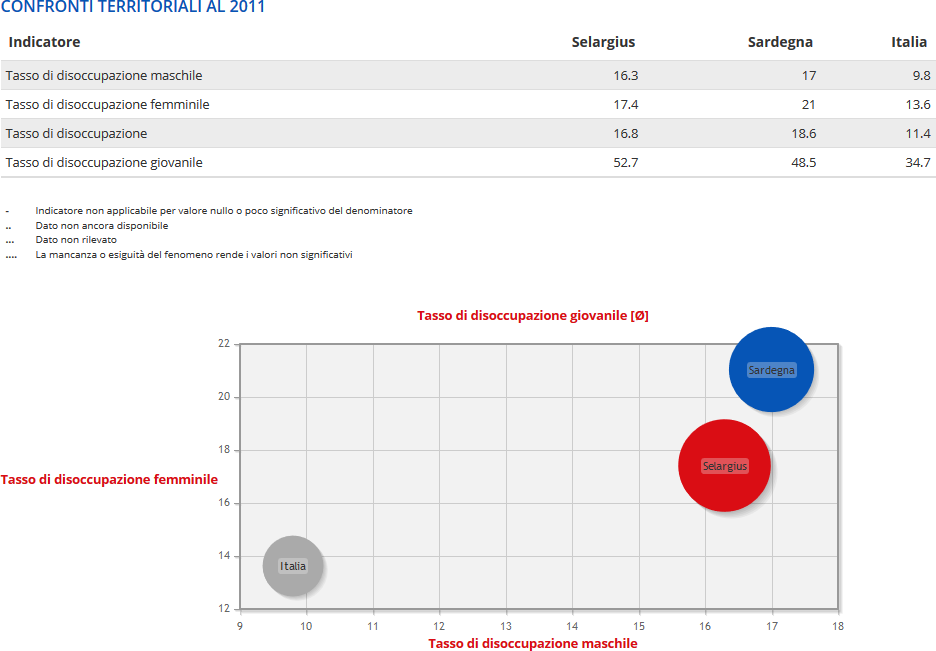 CONFRONTI TERRITORIALI AL 2011
Indicatore Selargius Sardegna Italia
Tasso di disoccupazione maschile 16.3 17 9.8
Tasso di disoccupazione femminile 17.4 21 13.6
Tasso di disoccupazione 16.8 18.6 11.4
Tasso di disoccupazione giovanile 52.7 48.5 34.7
- Indicatore non applicabile per valore nullo o poco significativo del denominatore
.. Dato non ancora disponibile
... Dato non rilevato
.... La mancanza o esiguità del fenomeno rende i valori non significativi
Tasso di disoccupazione giovanile [Ø]
22
Sardegna
20
18
Selargius
Tasso di disoccupazione femminile
16
14
Italia
12
9 10 11 12 13 14 15 16 17 18
Tasso di disoccupazione maschile